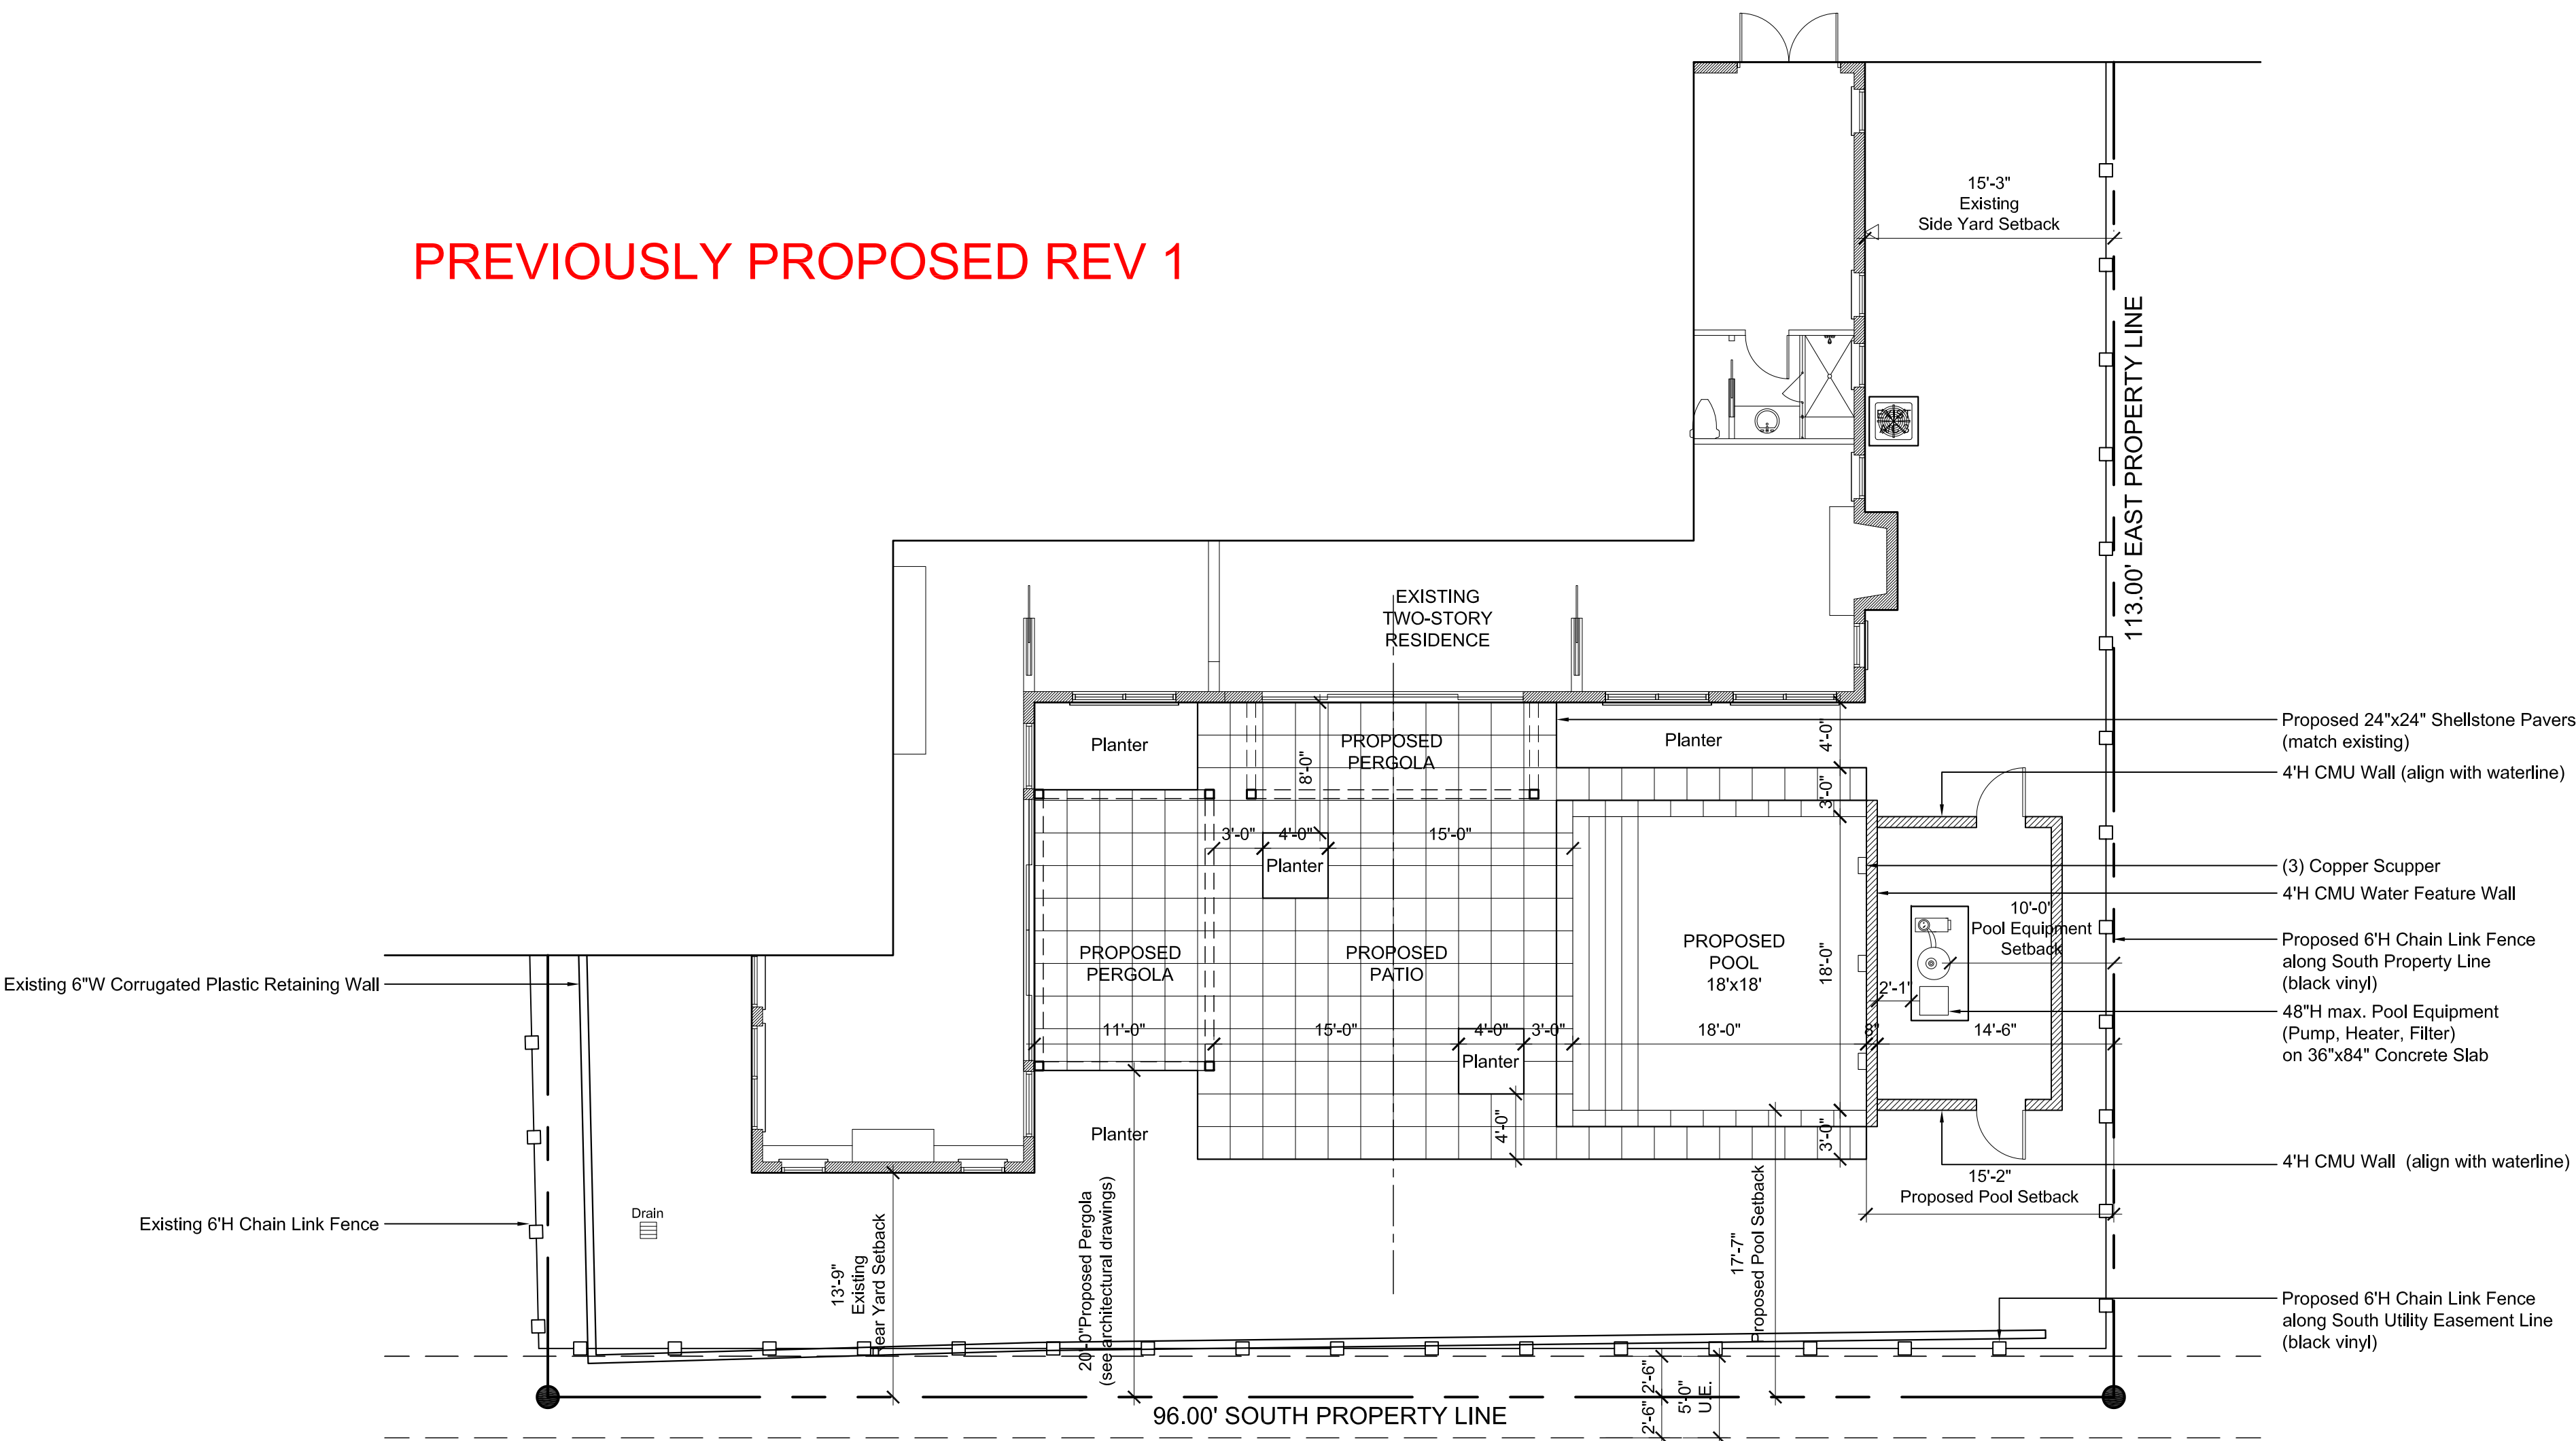 PREVIOUSLY PROPOSED REV 1
15'-3"
Existing
Side Yard Setback
113.00' EAST PROPERTY LINE
EXIST
A/C'S
EXISTING
TWO-STORY
RESIDENCE
Planter
PROPOSED
PERGOLA
8'-0"
Planter
4'-0"
3'-0"
Proposed 24"x24" Shellstone Pavers
(match existing)
4'H CMU Wall (align with waterline)
3'-0"
4'-0"
15'-0"
Planter
(3) Copper Scupper
4'H CMU Water Feature Wall
PROPOSED
PERGOLA
PROPOSED
PATIO
PROPOSED
POOL
18'x18'
18'-0"
10'-0"
Pool Equipment
Setback
Proposed 6'H Chain Link Fence
along South Property Line
(black vinyl)
Existing 6"W Corrugated Plastic Retaining Wall
2'-1"
48"H max. Pool Equipment
(Pump, Heater, Filter)
on 36"x84" Concrete Slab
11'-0"
15'-0"
4'-0"
3'-0"
18'-0"
8"
14'-6"
Planter
Planter
4'-0"
3'-0"
4'H CMU Wall  (align with waterline)
15'-2"
Proposed Pool Setback
Existing 6'H Chain Link Fence
Drain
13'-9"
Existing
Rear Yard Setback
20'-0"Proposed Pergola
(see architectural drawings)
17'-7"
Proposed Pool Setback
Proposed 6'H Chain Link Fence
along South Utility Easement Line
(black vinyl)
2'-6"
2'-6"
5'-0"
U.E.
96.00' SOUTH PROPERTY LINE